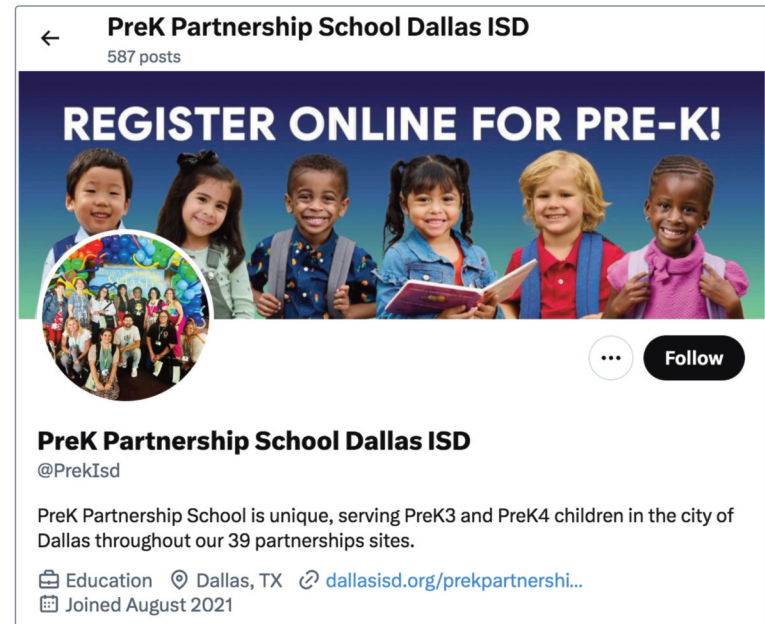 PreK Partnership School Dallas ISD
587 posts
REGISTER ONLINE FOR PRE-K!
Follow
PreK Partnership School Dallas ISD
@PrekIsd
PreK Partnership School is unique, serving PreK3 and PreK4 children in the city of
Dallas throughout our 39 partnerships sites.
Education Dallas, TX dallasisd.org/prekpartnershi...
Joined August 2021